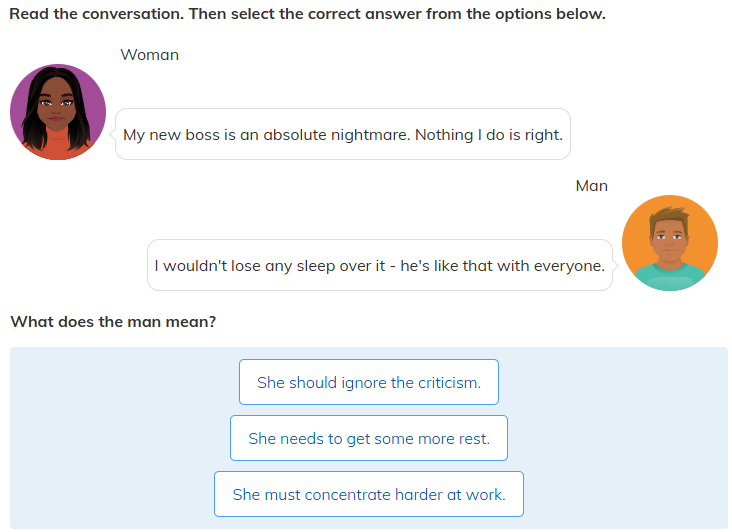 Read the conversation. Then select the correct answer from the options below.
Woman
My new boss is an absolute nightmare. Nothing I do is right.
Man
I wouldn't lose any sleep over it - he's like that with everyone.
What does the man mean?
She should ignore the criticism.
She needs to get some more rest.
She must concentrate harder at work.